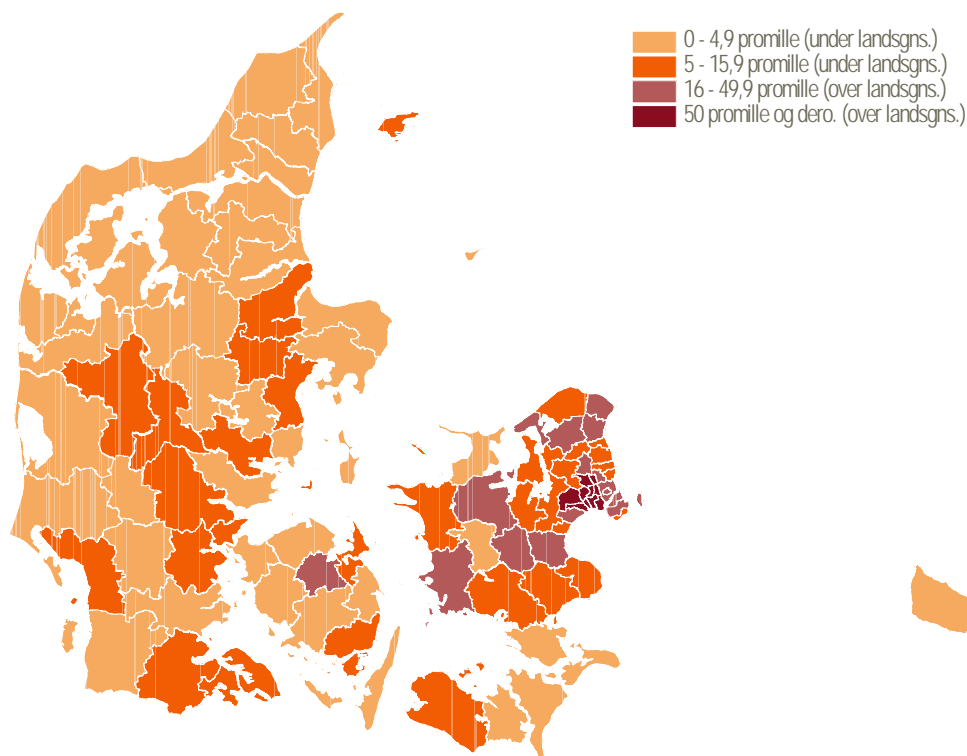 0 - 4,9 promille (under landsgns.)
5 - 15,9 promille (under landsgns.)
16 - 49,9 promille (over landsgns.)
50 promille og dero. (over landsgns.)